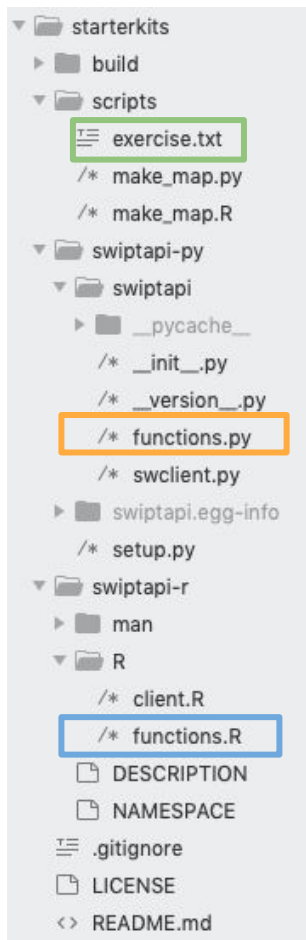 starterkits
build
scripts
exercise.txt
/* make_map.py
/* make_map.R
swiptapi-py
swiptapi
__pycache__
/* __init__.py
/* __version__.py
/* functions.py
/* swclient.py
swiptapi.egg-info
/* setup.py
swiptapi-r
man
R
/* client.R
/* functions.R
DESCRIPTION
NAMESPACE
.gitignore
LICENSE
<> README.md